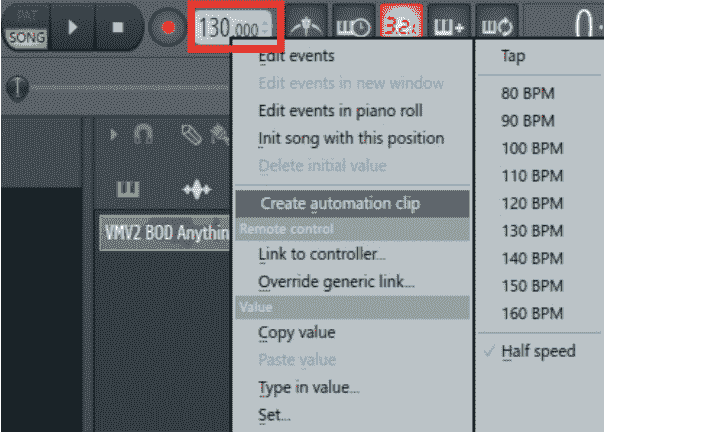 PAT
SONG
130.000
3.2.
0:
Edit events
Edit events in new window
Edit events in piano roll
Init song with this position
Delete initial value
Create automation clip
Remote control
Link to controller...
Override generic link...
Value
Copy value
Paste value
Type in value...
Set...
Tap
80 BPM
90 BPM
100 BPM
110 BPM
120 BPM
130 BPM
140 BPM
150 BPM
160 BPM
Half speed
VMV2 BOD Anythin